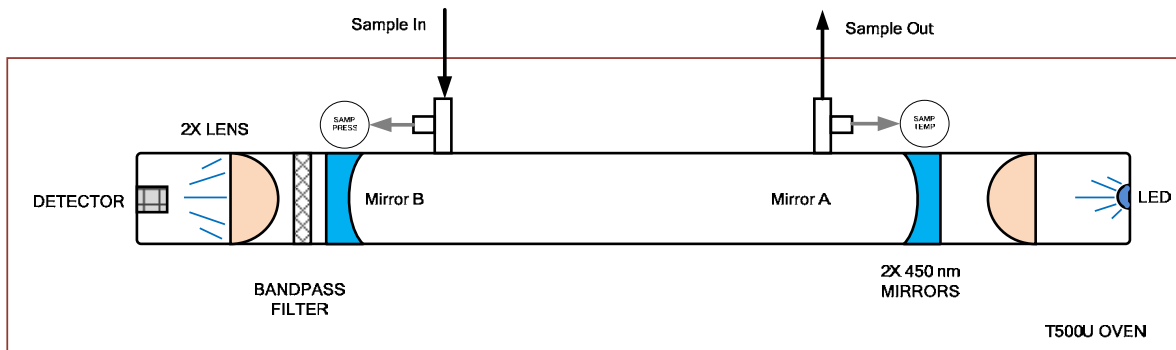 Sample In
Sample Out
2X LENS
SAMP
PRESS
SAMP
TEMP
DETECTOR
Mirror B
Mirror A
LED
BANDPASS
FILTER
2X 450 nm
MIRRORS
T500U OVEN